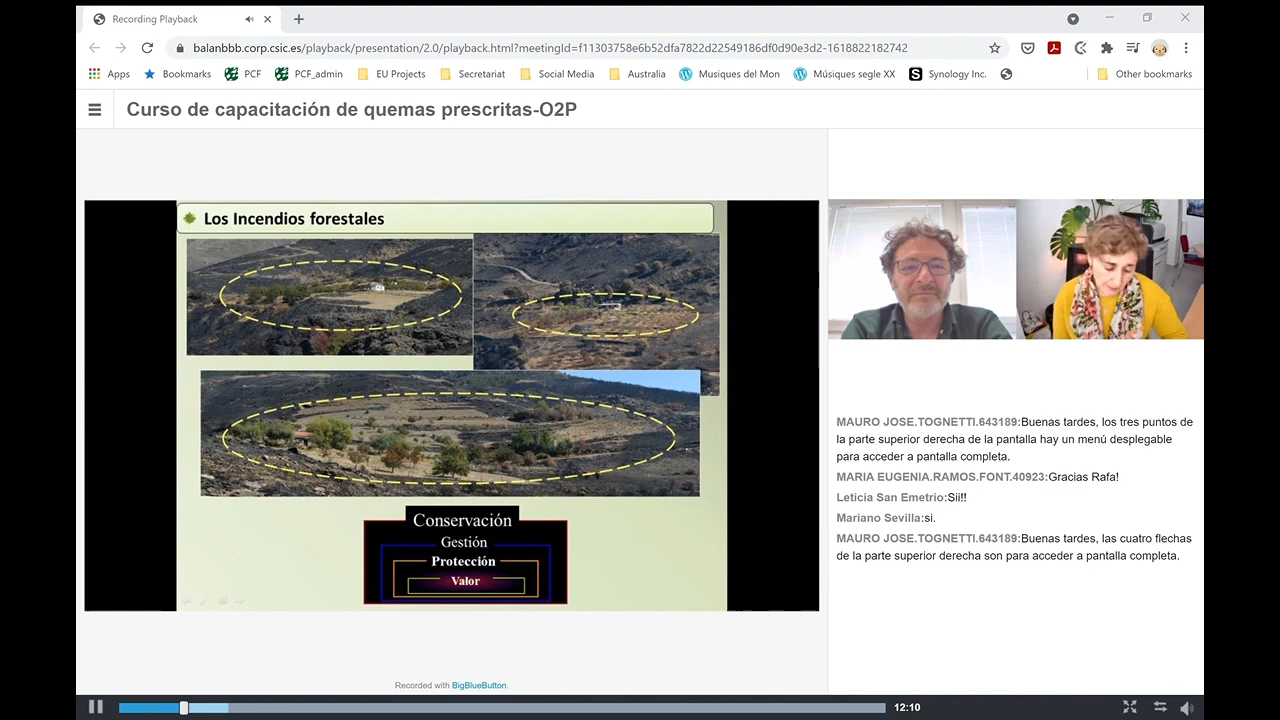 Recording Playback
balanbbb.corp.csic.es/playback/presentation/2.0/playback.html?meetingId=f11303758e6b52dfa7822d22549186df0d90e3d2-1618822182742
Apps Bookmarks PCF PCF_admin EU Projects Secretariat Social Media Australia Musiques del Mon Músiques segle XX Synology Inc. Other bookmarks
Curso de capacitación de quemas prescritas-O2P
Los Incendios forestales
Conservación
Gestión
Protección
Valor
MAURO JOSE.TOGNETTI.643189:Buenas tardes, los tres puntos de
la parte superior derecha de la pantalla hay un menú desplegable
para acceder a pantalla completa.
MARIA EUGENIA.RAMOS.FONT.40923:Gracias Rafa!
Leticia San Emetrio:Sii!!
Mariano Sevilla:si.
MAURO JOSE.TOGNETTI.643189:Buenas tardes, las cuatro flechas
de la parte superior derecha son para acceder a pantalla completa.
Recorded with BigBlueButton.
12:10